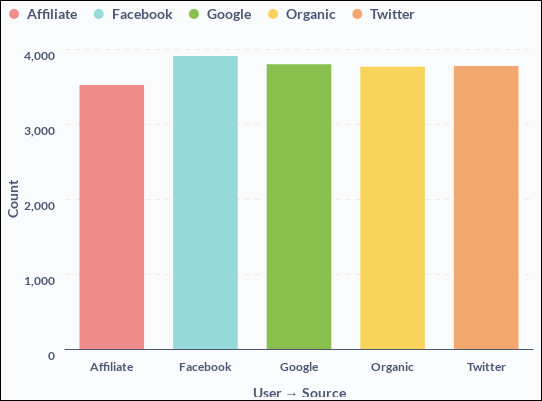 Affiliate Facebook Google Organic Twitter
4,000
3,000
2,000
1,000
0
Count
Affiliate Facebook Google Organic Twitter
User → Source